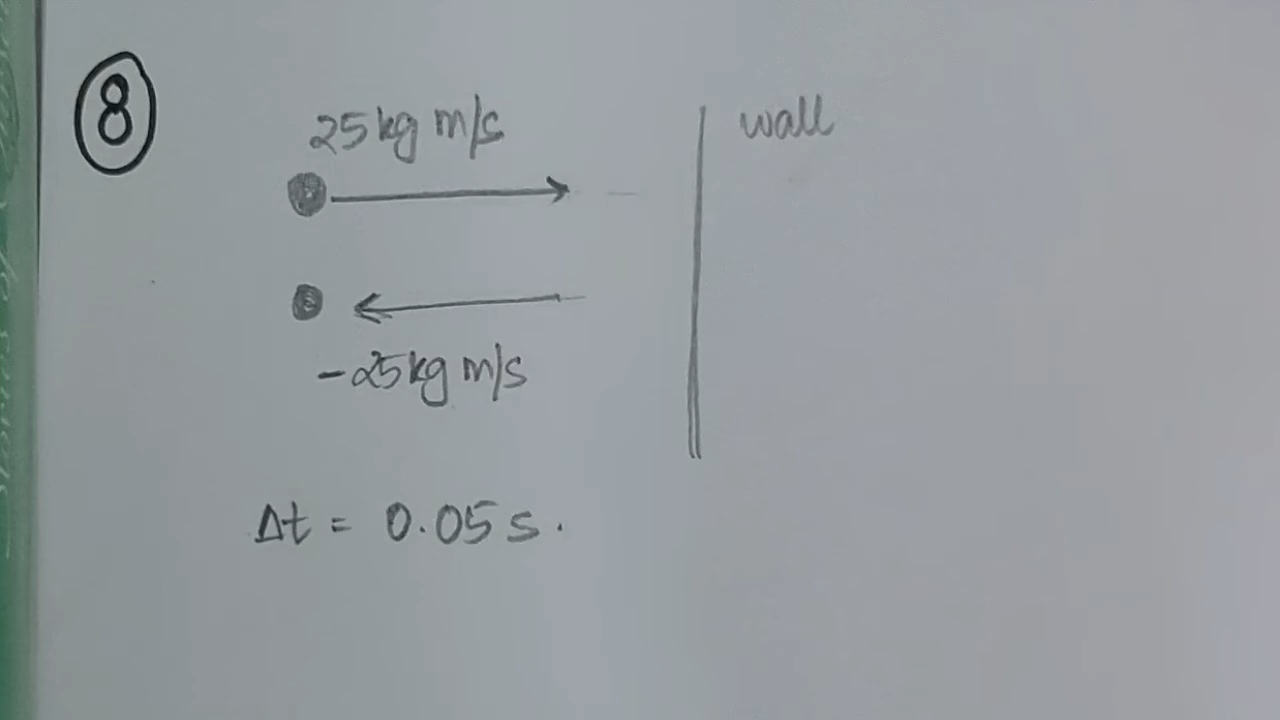 8
25 kg m/s
wall
-25 kg m/s
Δt = 0.05 s.